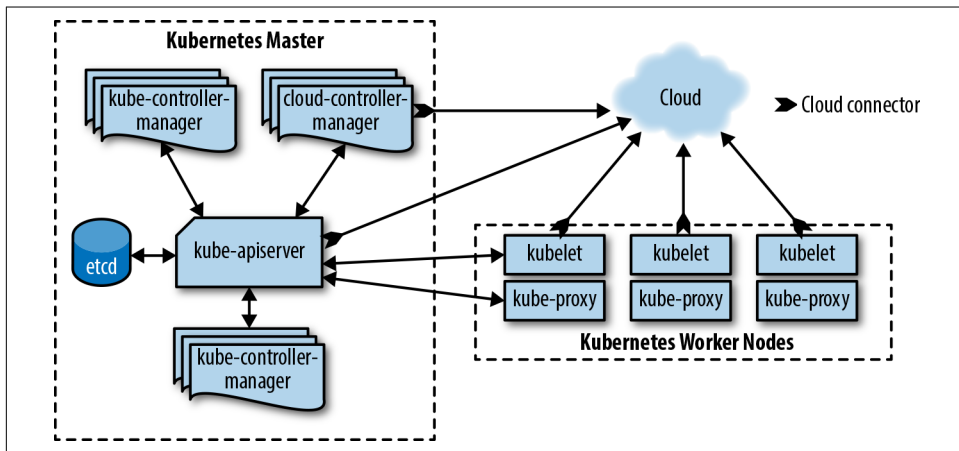 Kubernetes Master
kube-controller-
manager
cloud-controller-
manager
Cloud
Cloud connector
etcd
kube-apiserver
kubelet
kubelet
kubelet
kube-proxy
kube-proxy
kube-proxy
Kubernetes Worker Nodes
kube-controller-
manager